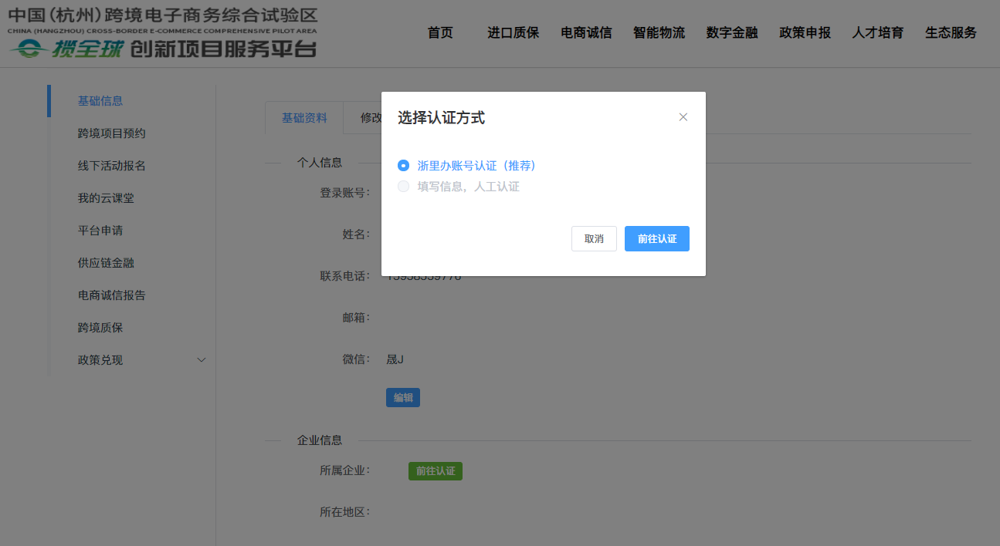 中国(杭州)跨境电子商务综合试验区
CHINA (HANGZHOU) CROSS-BORDER E-COMMERCE COMPREHENSIVE PILOT AREA
揽全球 创新项目服务平台
首页 进口质保 电商诚信 智能物流 数字金融 政策申报 人才培育 生态服务
基础信息
跨境项目预约
线下活动报名
我的云课堂
平台申请
供应链金融
电商诚信报告
跨境质保
政策兑现
基础资料 修改
个人信息
登录账号：
姓名：
联系电话：
邮箱：
微信： 晟J
编辑
企业信息
所属企业： 前往认证
所在地区：
选择认证方式
浙里办账号认证（推荐）
填写信息，人工认证
取消 前往认证